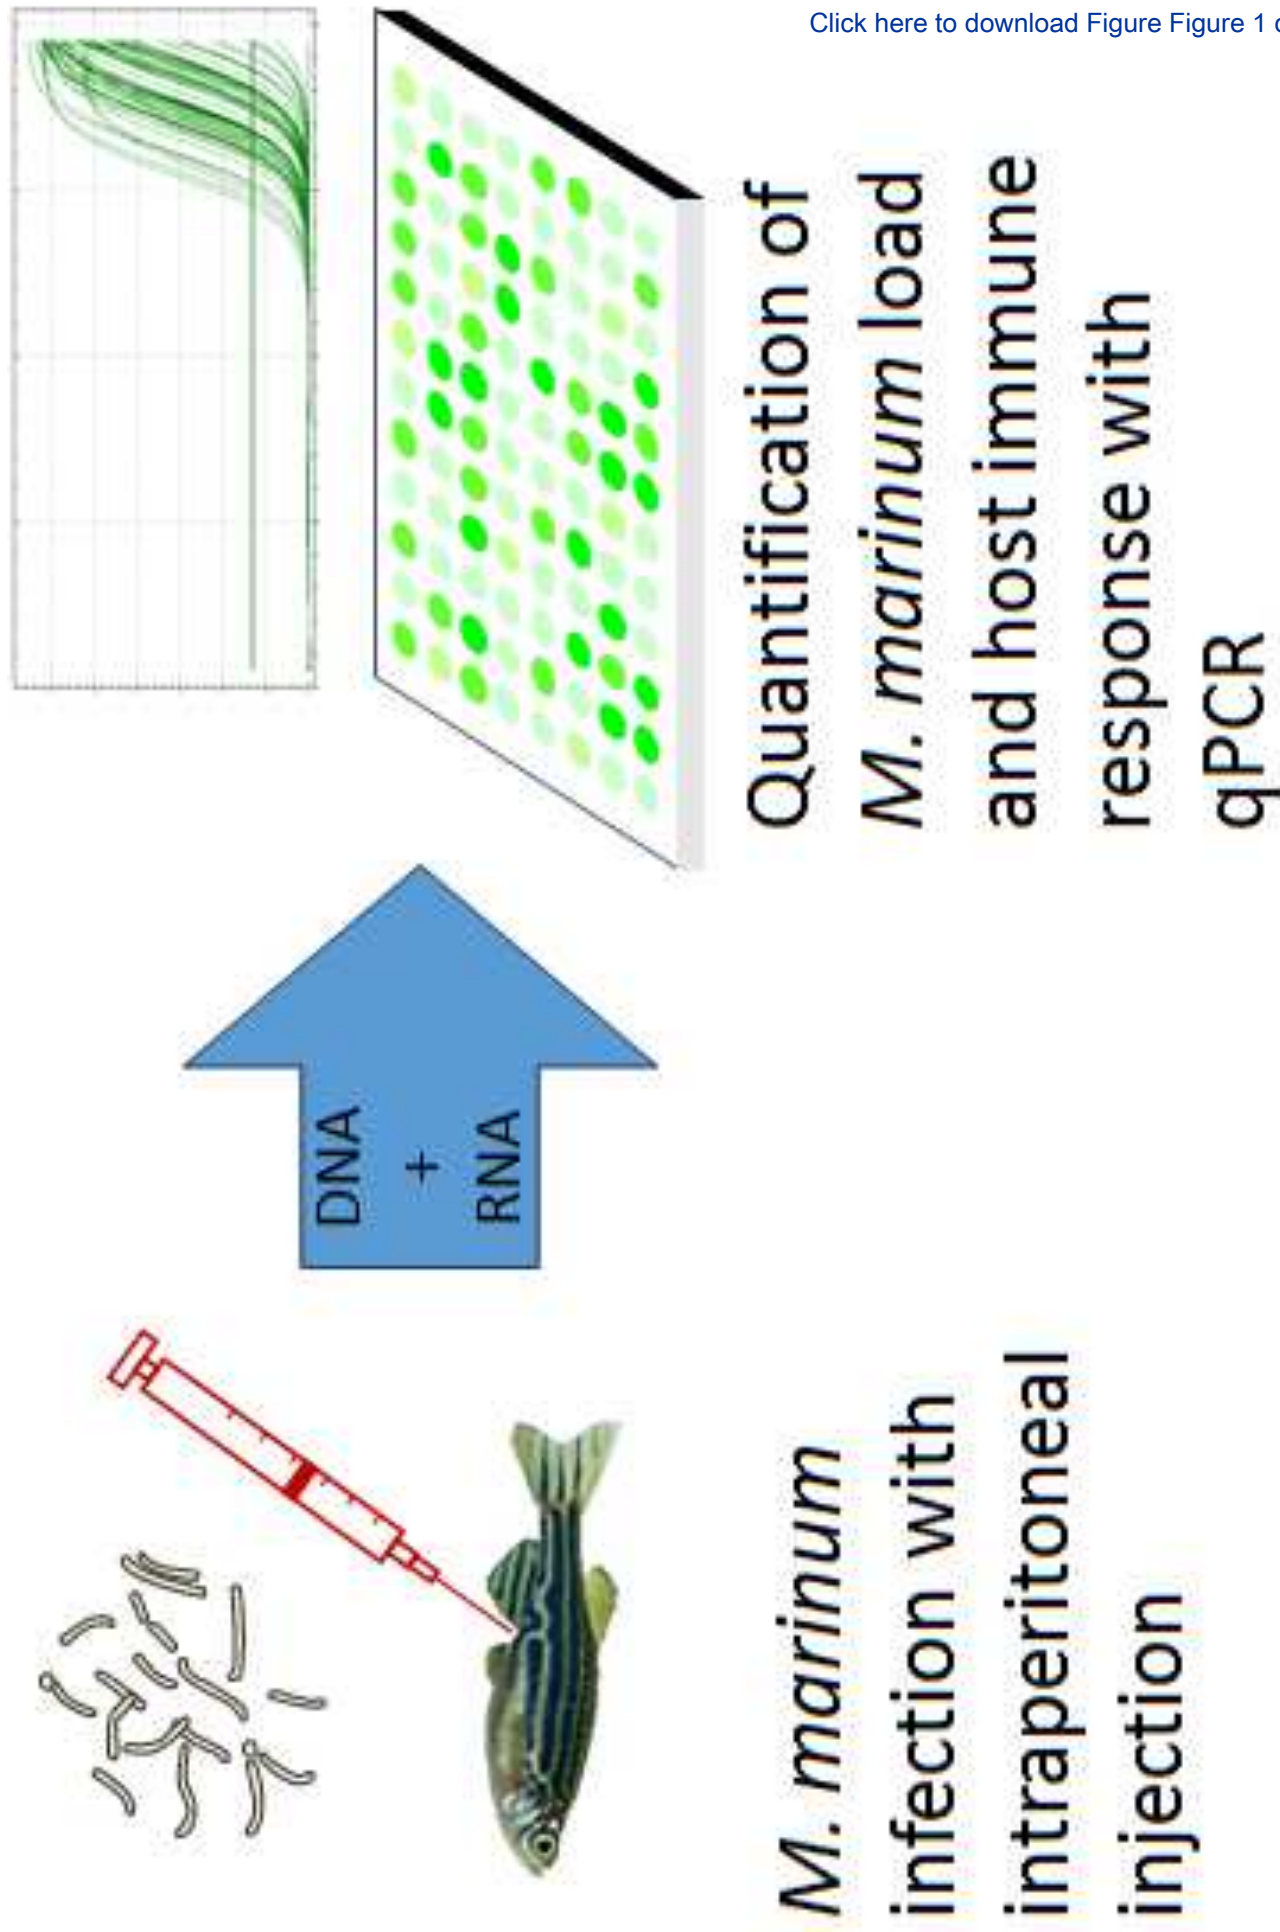 Click here to download Figure Figure 1
DNA
+
RNA
M. marinum
infection with
intraperitoneal
injection
Quantification of
M. marinum load
and host immune
response with
qPCR